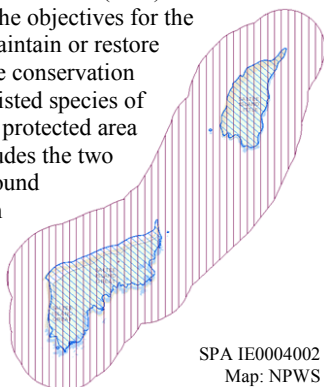 he objectives for the
aintain or restore
e conservation
isted species of
protected area
udes the two
ound
SPA IE0004002
Map: NPWS